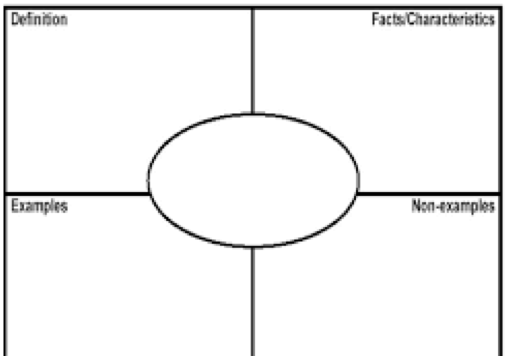 Definition
Facts/Characteristics
Examples
Non-examples